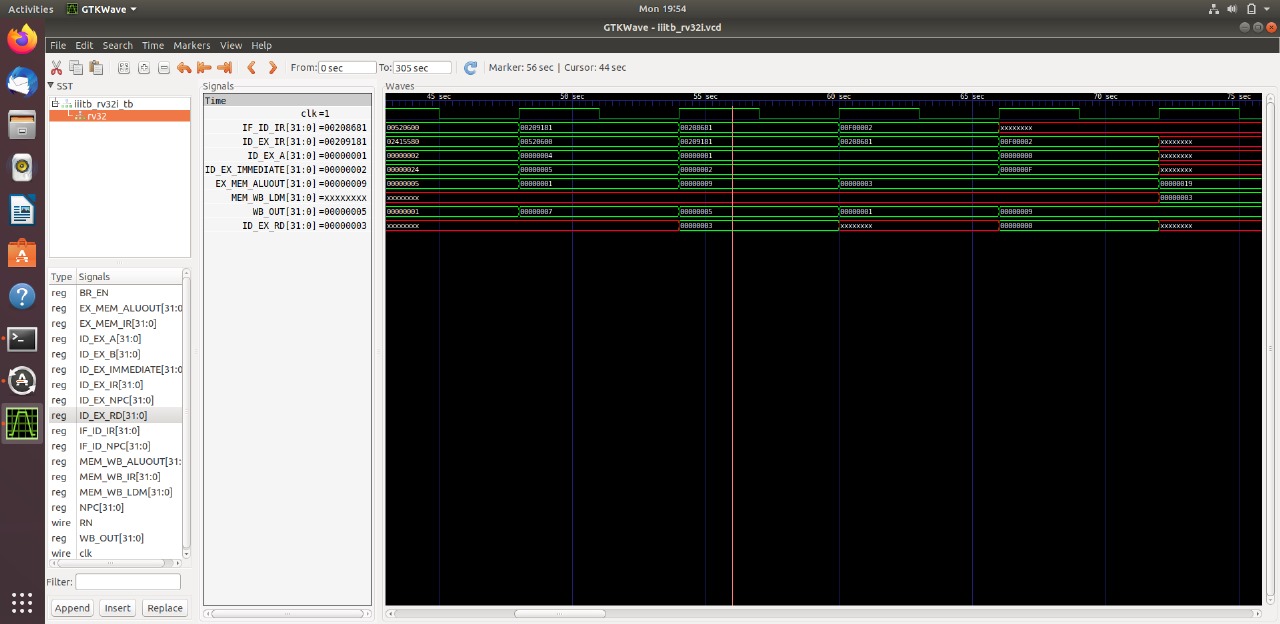 Activities GTKWave Mon 19:54
GTKWave - iiitb_rv32i.vcd
File Edit Search Time Markers View Help
From: 0 sec To: 305 sec Marker: 56 sec | Cursor: 44 sec
SST
iiitb_rv32i_tb
rv32
Type Signals
reg BR_EN
reg EX_MEM_ALUOUT[31:0
reg EX_MEM_IR[31:0]
reg ID_EX_A[31:0]
reg ID_EX_B[31:0]
reg ID_EX_IMMEDIATE[31:0
reg ID_EX_IR[31:0]
reg ID_EX_NPC[31:0]
reg ID_EX_RD[31:0]
reg IF_ID_IR[31:0]
reg IF_ID_NPC[31:0]
reg MEM_WB_ALUOUT[31:
reg MEM_WB_IR[31:0]
reg MEM_WB_LDM[31:0]
reg NPC[31:0]
wire RN
reg WB_OUT[31:0]
wire clk
Filter:
Append Insert Replace
Signals
Time
clk =1
IF_ID_IR[31:0] =00208681
ID_EX_IR[31:0] =00209181
ID_EX_A[31:0] =00000001
ID_EX_IMMEDIATE[31:0] =00000002
EX_MEM_ALUOUT[31:0] =00000009
MEM_WB_LDM[31:0] =xxxxxxxx
WB_OUT[31:0] =00000005
ID_EX_RD[31:0] =00000003
Waves
45 sec 50 sec 55 sec 60 sec 65 sec 70 sec 75 sec
00520600 00209181 00208681 00F00002 xxxxxxxx
02415580 00520600 00209181 00208681 00F00002 xxxxxxxx
00000002 00000004 00000001 00000000 xxxxxxxx
00000024 00000005 00000002 0000000F xxxxxxxx
00000005 00000001 00000009 00000003 00000019
xxxxxxxx 00000003
00000001 00000007 00000005 00000001 00000009
xxxxxxxx 00000003 xxxxxxxx 00000000 xxxxxxxx